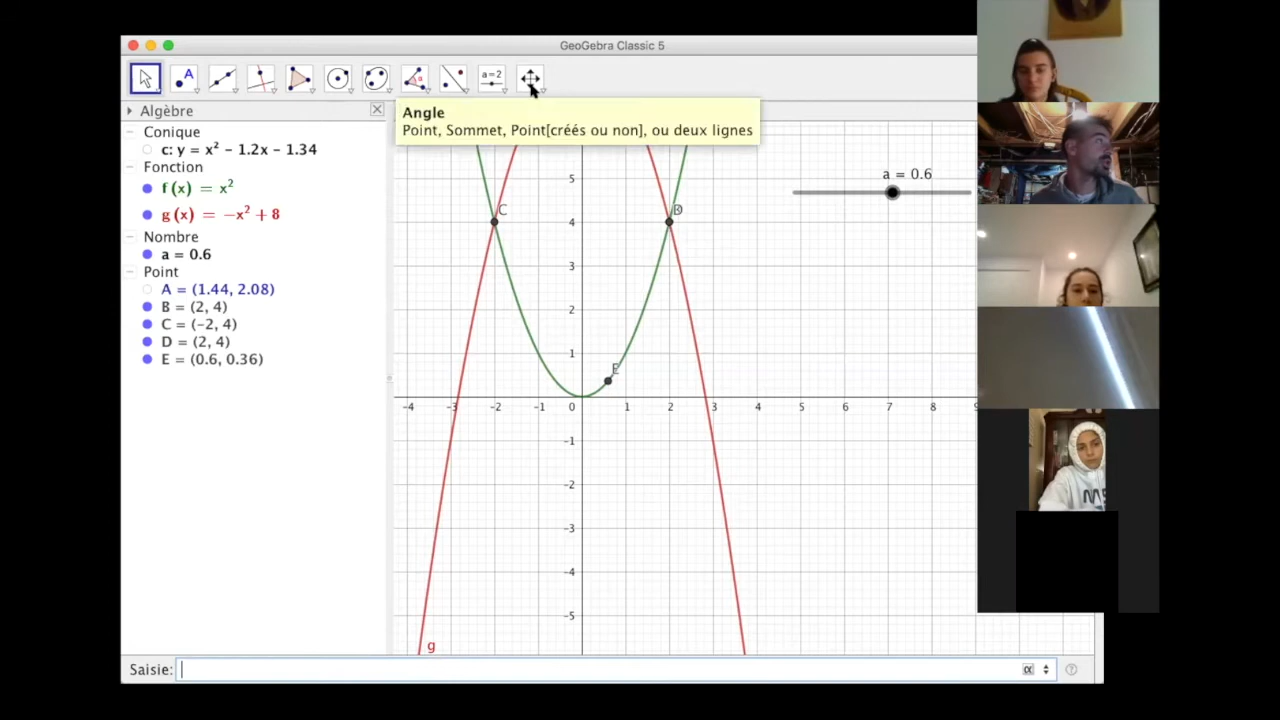 GeoGebra Classic 5
A
α
a=2
Algèbre
Angle
Point, Sommet, Point[créés ou non], ou deux lignes
Conique
c: y = x² − 1.2x − 1.34
Fonction
f(x) = x²
g(x) = −x² + 8
Nombre
a = 0.6
Point
A = (1.44, 2.08)
B = (2, 4)
C = (−2, 4)
D = (2, 4)
E = (0.6, 0.36)
a = 0.6
5
C
4
3
2
1
E
-4 -3 -2 -1 0 1 2 3 4 5 6 7 8 9
-1
-2
-3
-4
-5
g
Saisie:
α
?